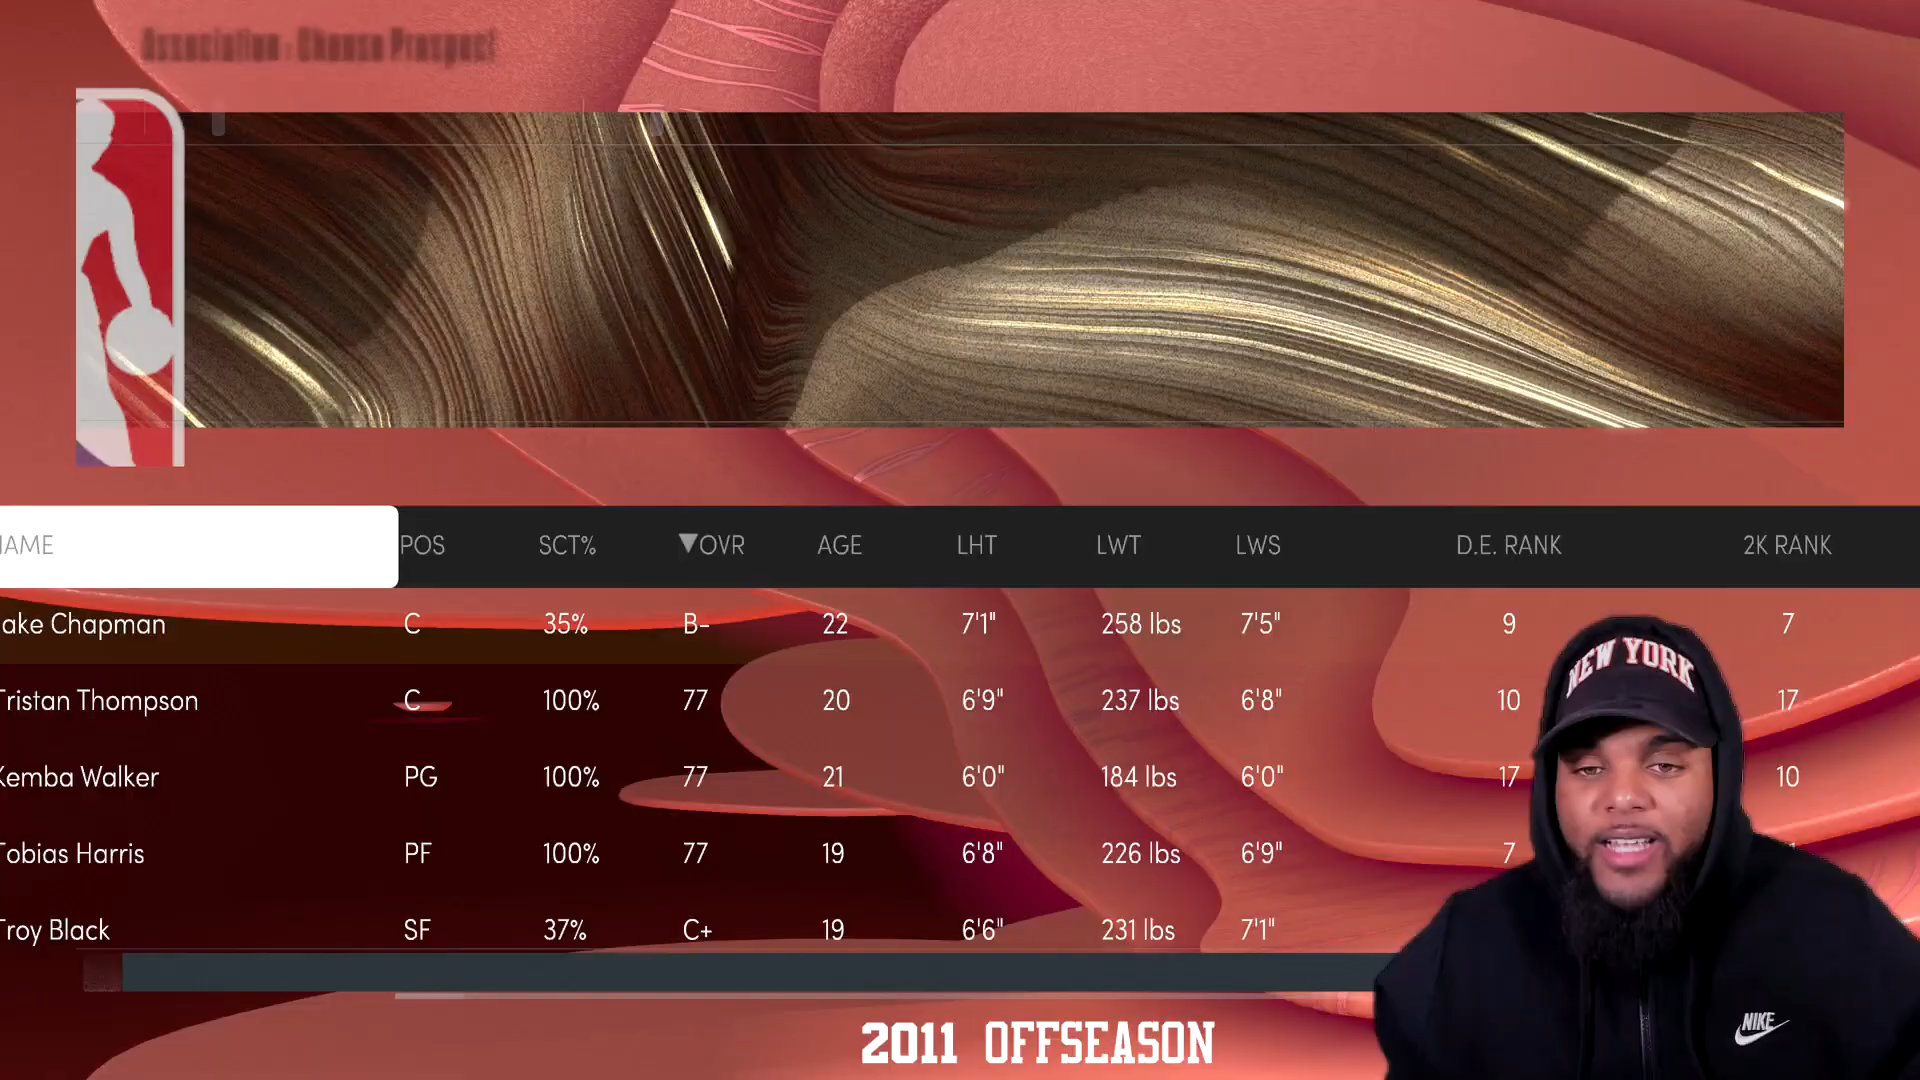 Association - Choose Prospect
NAME POS SCT% ▼OVR AGE LHT LWT LWS D.E. RANK 2K RANK
ake Chapman C 35% B- 22 7'1" 258 lbs 7'5" 9 7
Tristan Thompson C 100% 77 20 6'9" 237 lbs 6'8" 10 17
Kemba Walker PG 100% 77 21 6'0" 184 lbs 6'0" 17 10
Tobias Harris PF 100% 77 19 6'8" 226 lbs 6'9" 7
Troy Black SF 37% C+ 19 6'6" 231 lbs 7'1"
NEW YORK
NIKE
2011 OFFSEASON